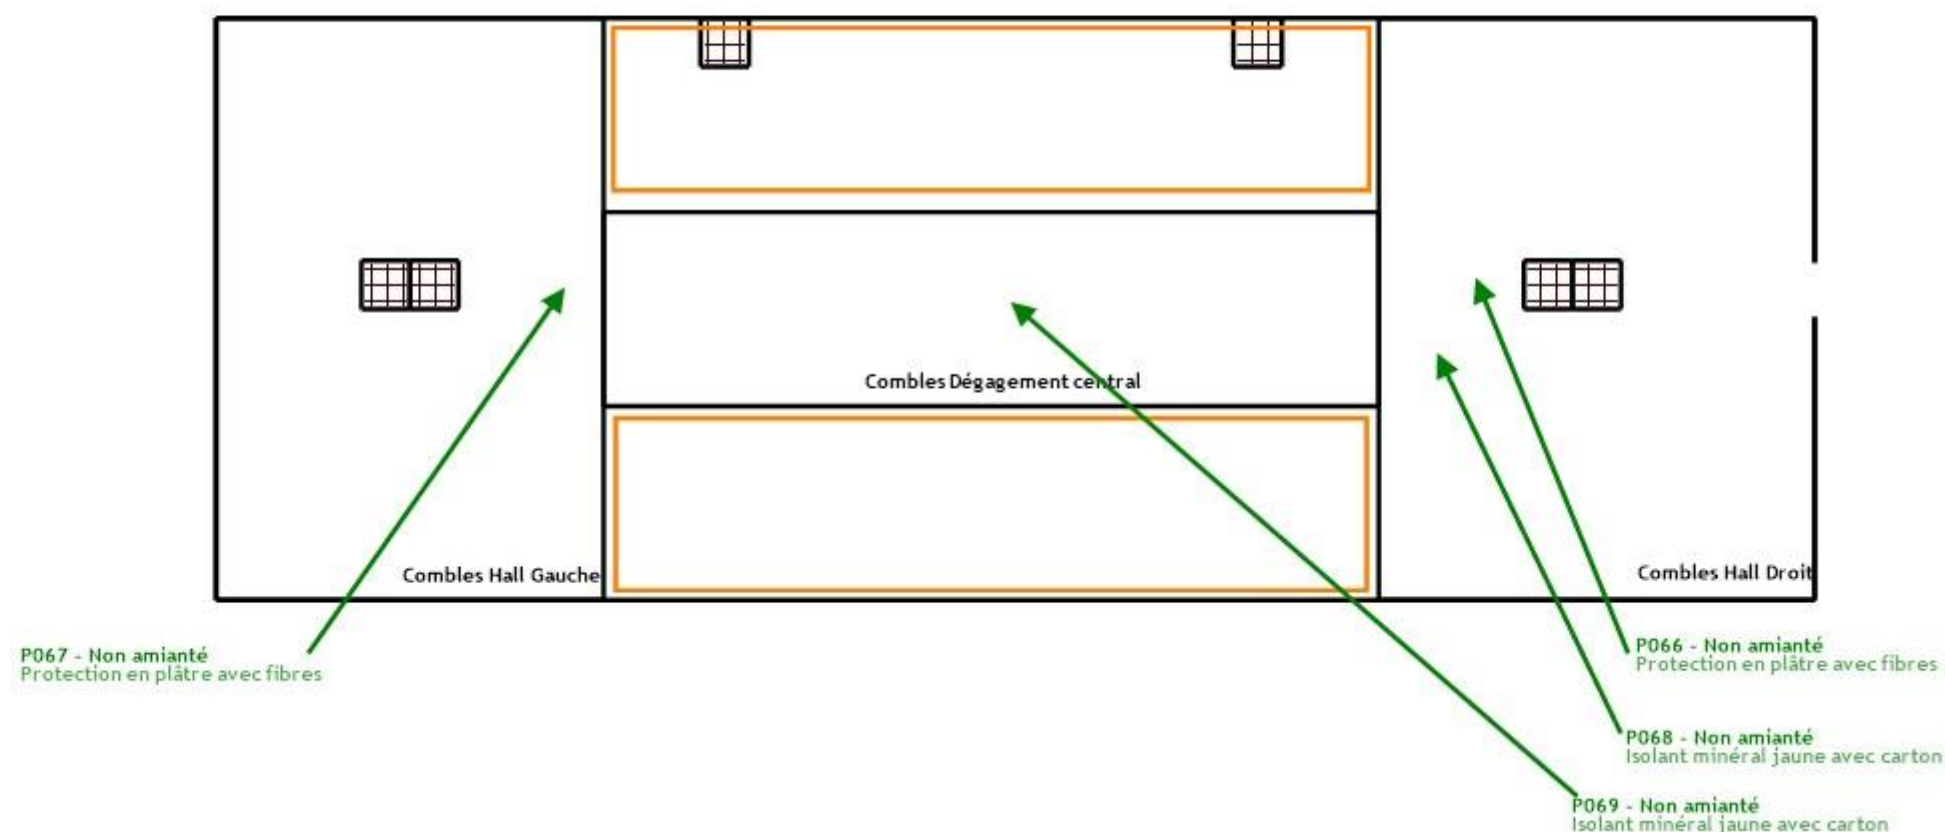 Combles Dégagement central
Combles Hall Gauche
Combles Hall Droit
P067 - Non amianté
Protection en plâtre avec fibres
P066 - Non amianté
Protection en plâtre avec fibres
P068 - Non amianté
Isolant minéral jaune avec carton
P069 - Non amianté
Isolant minéral jaune avec carton